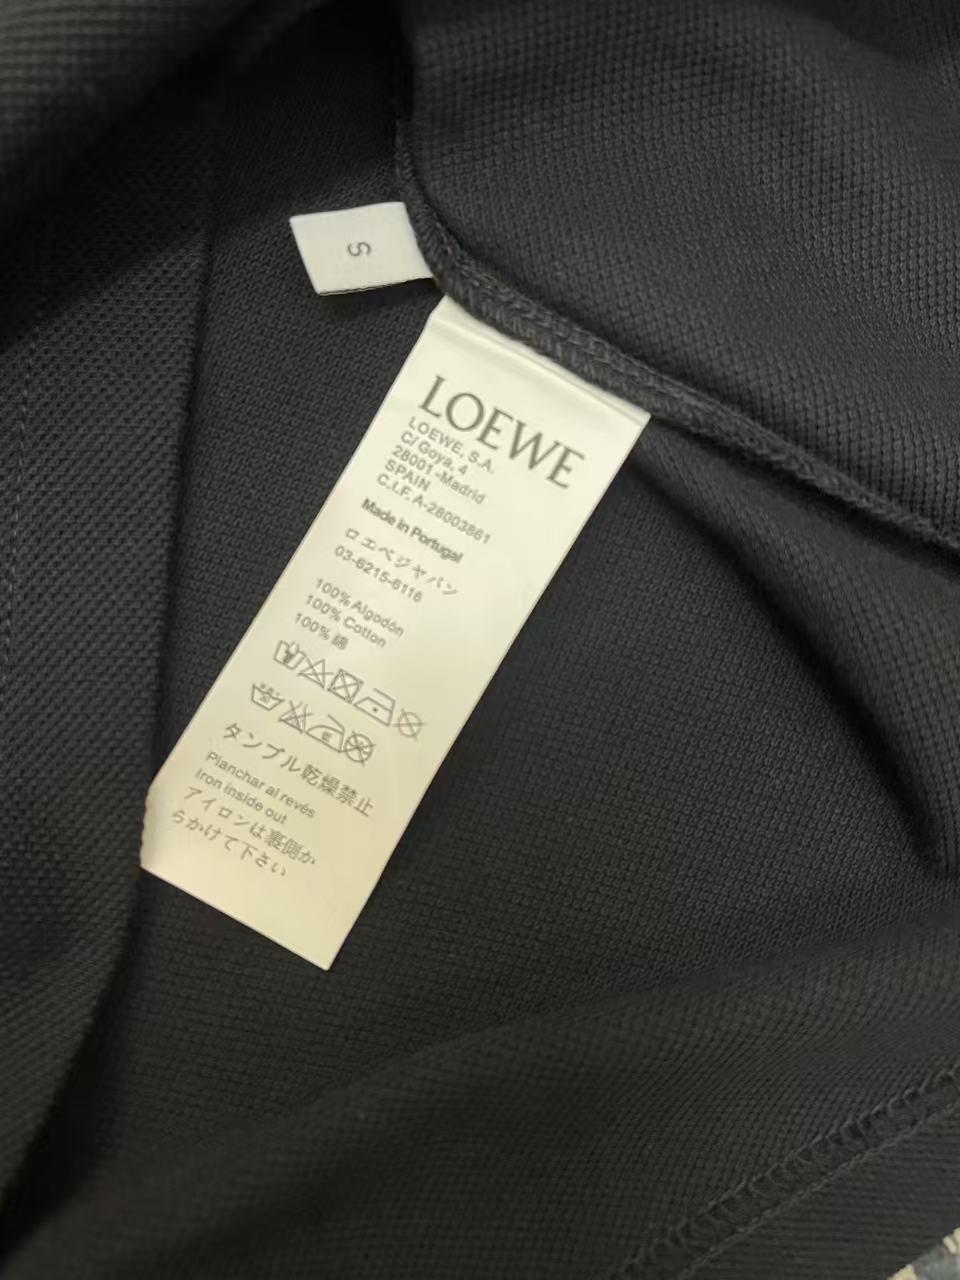 S
LOEWE
LOEWE, S.A.
C/ Goya, 4
28001-Madrid
SPAIN
C.I.F. A-28003861
Made in Portugal
ロエベジャパン
03-6215-6116
100% Algodón
100% Cotton
100% 綿
タンブル乾燥禁止
Planchar al revés
Iron inside out
アイロンは裏側か
らかけて下さい